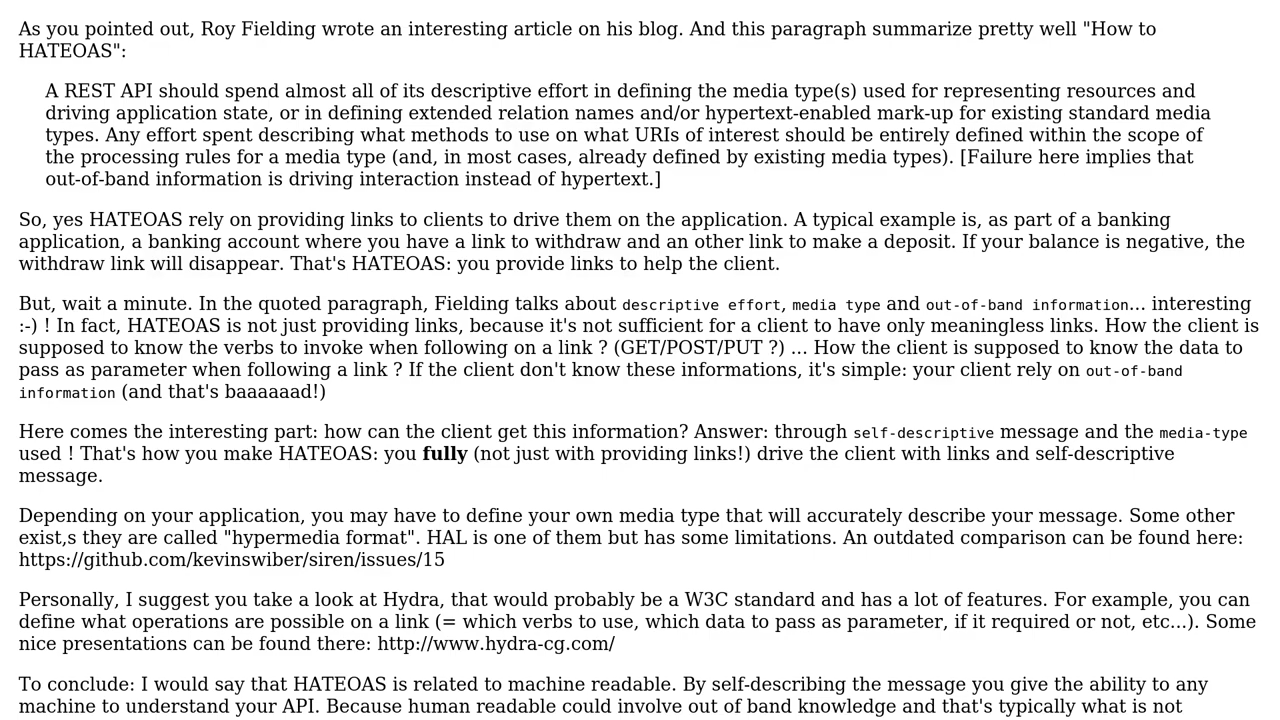 As you pointed out, Roy Fielding wrote an interesting article on his blog. And this paragraph summarize pretty well "How to
HATEOAS":
A REST API should spend almost all of its descriptive effort in defining the media type(s) used for representing resources and
driving application state, or in defining extended relation names and/or hypertext-enabled mark-up for existing standard media
types. Any effort spent describing what methods to use on what URIs of interest should be entirely defined within the scope of
the processing rules for a media type (and, in most cases, already defined by existing media types). [Failure here implies that
out-of-band information is driving interaction instead of hypertext.]
So, yes HATEOAS rely on providing links to clients to drive them on the application. A typical example is, as part of a banking
application, a banking account where you have a link to withdraw and an other link to make a deposit. If your balance is negative, the
withdraw link will disappear. That's HATEOAS: you provide links to help the client.
But, wait a minute. In the quoted paragraph, Fielding talks about descriptive effort, media type and out-of-band information... interesting
:-) ! In fact, HATEOAS is not just providing links, because it's not sufficient for a client to have only meaningless links. How the client is
supposed to know the verbs to invoke when following on a link ? (GET/POST/PUT ?) ... How the client is supposed to know the data to
pass as parameter when following a link ? If the client don't know these informations, it's simple: your client rely on out-of-band
information (and that's baaaaaad!)
Here comes the interesting part: how can the client get this information? Answer: through self-descriptive message and the media-type
used ! That's how you make HATEOAS: you fully (not just with providing links!) drive the client with links and self-descriptive
message.
Depending on your application, you may have to define your own media type that will accurately describe your message. Some other
exist,s they are called "hypermedia format". HAL is one of them but has some limitations. An outdated comparison can be found here:
https://github.com/kevinswiber/siren/issues/15
Personally, I suggest you take a look at Hydra, that would probably be a W3C standard and has a lot of features. For example, you can
define what operations are possible on a link (= which verbs to use, which data to pass as parameter, if it required or not, etc...). Some
nice presentations can be found there: http://www.hydra-cg.com/
To conclude: I would say that HATEOAS is related to machine readable. By self-describing the message you give the ability to any
machine to understand your API. Because human readable could involve out of band knowledge and that's typically what is not